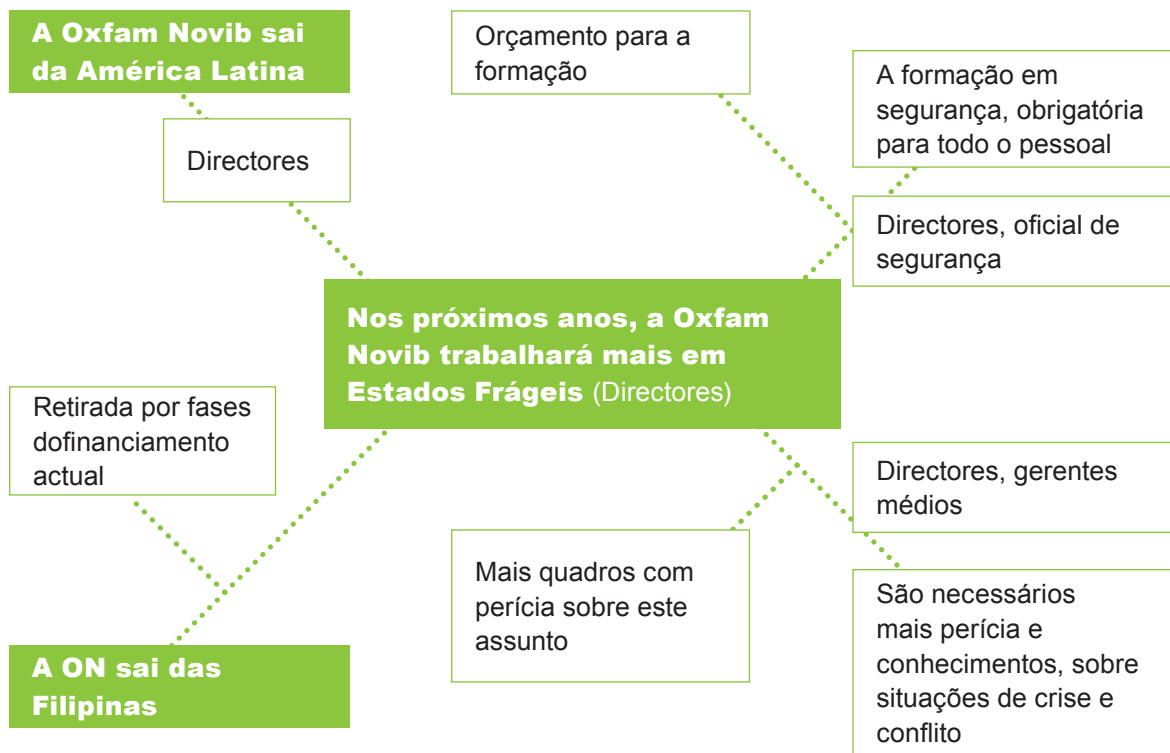 A Oxfam Novib sai
da América Latina
Directores
Orçamento para a
formação
A formação em
segurança, obrigatória
para todo o pessoal
Directores, oficial de
segurança
Nos próximos anos, a Oxfam
Novib trabalhará mais em
Estados Frágeis (Directores)
Retirada por fases
dofinanciamento
actual
A ON sai das
Filipinas
Mais quadros com
perícia sobre este
assunto
Directores, gerentes
médios
São necessários
mais perícia e
conhecimentos, sobre
situações de crise e
conflito